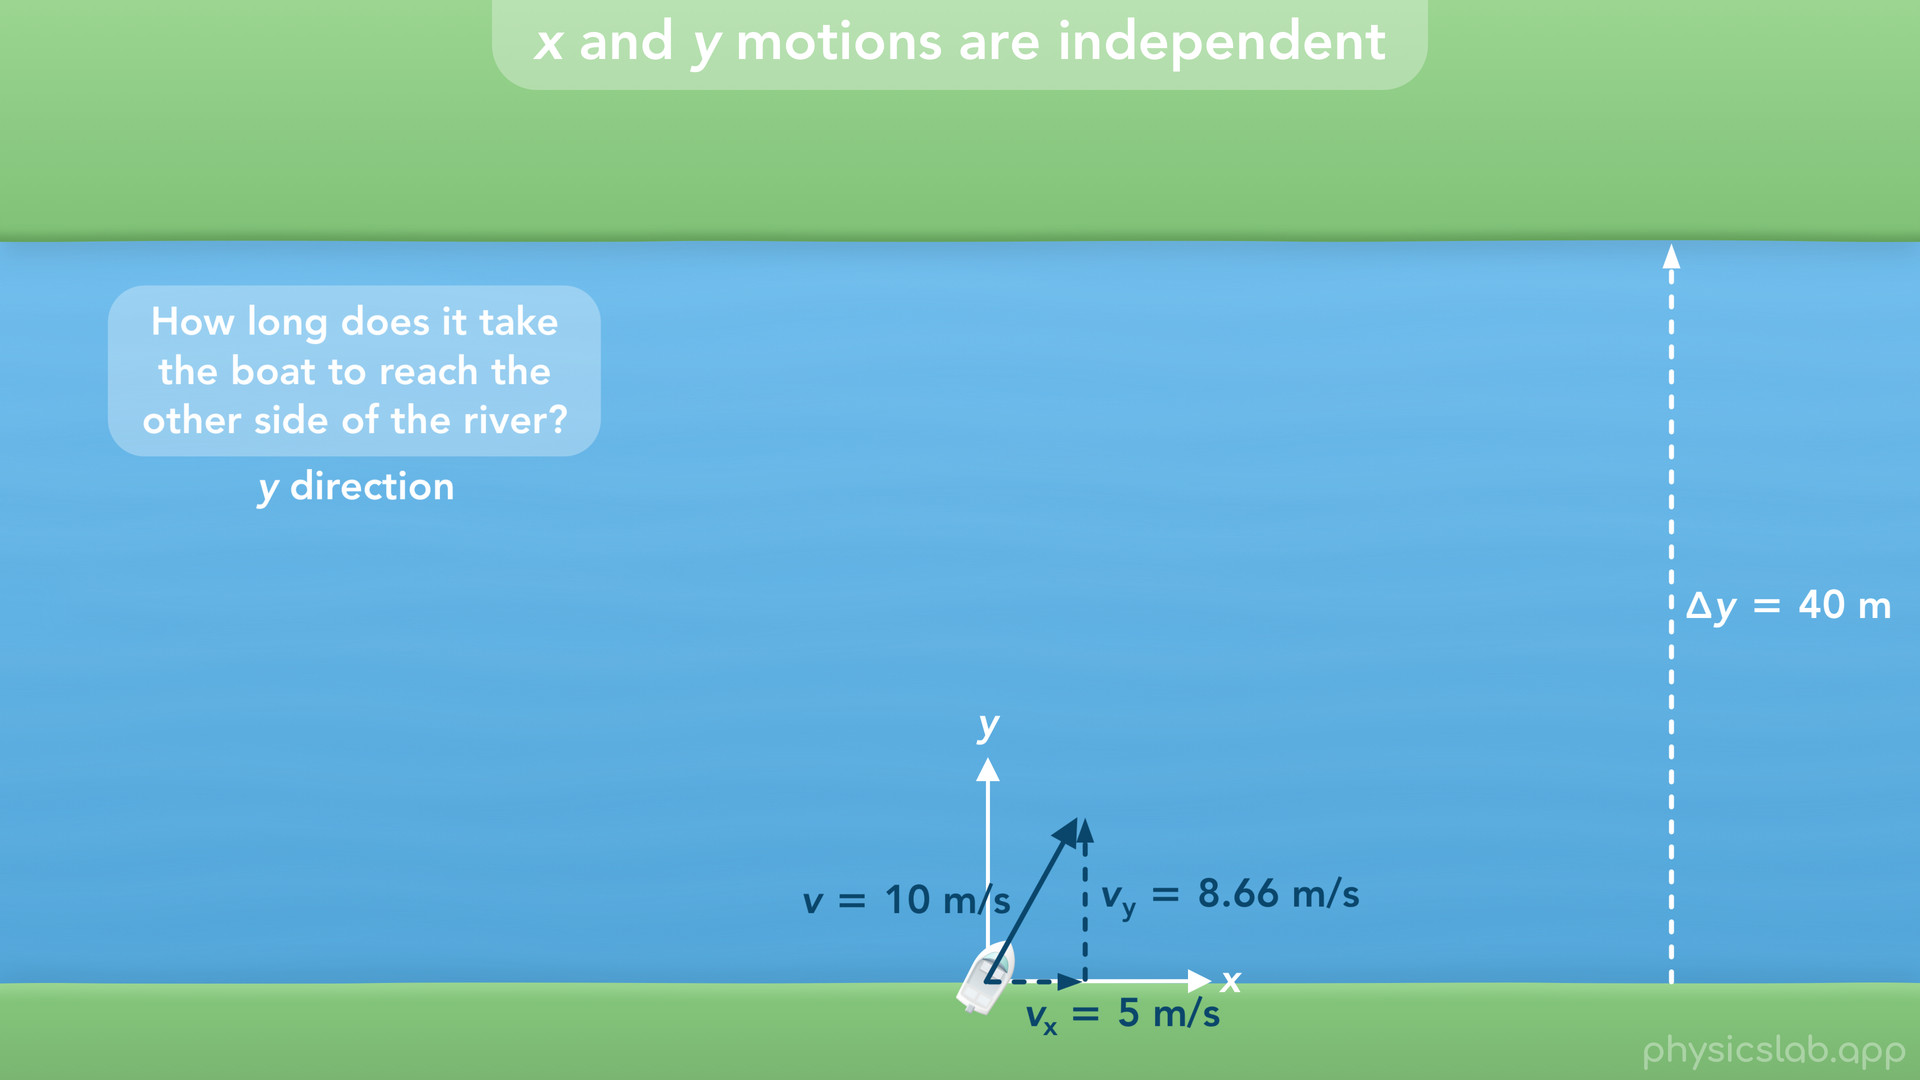 x and y motions are independent
How long does it take
the boat to reach the
other side of the river?
y direction
Δy = 40 m
y
v = 10 m/s
vy = 8.66 m/s
x
vx = 5 m/s
physicslab.app